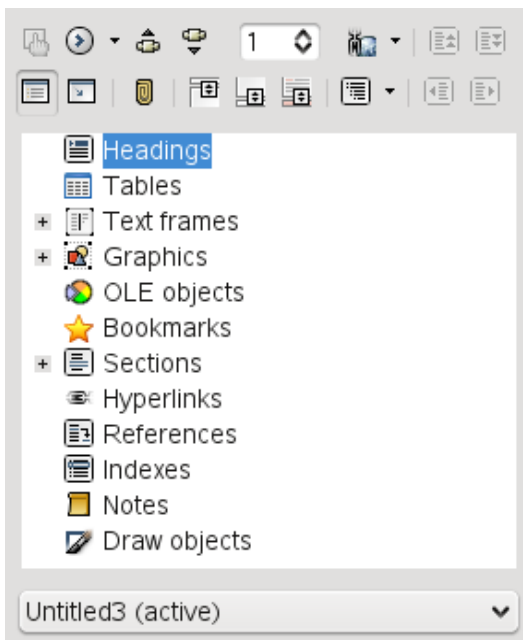 1
Headings
Tables
Text frames
Graphics
OLE objects
Bookmarks
Sections
Hyperlinks
References
Indexes
Notes
Draw objects
Untitled3 (active)